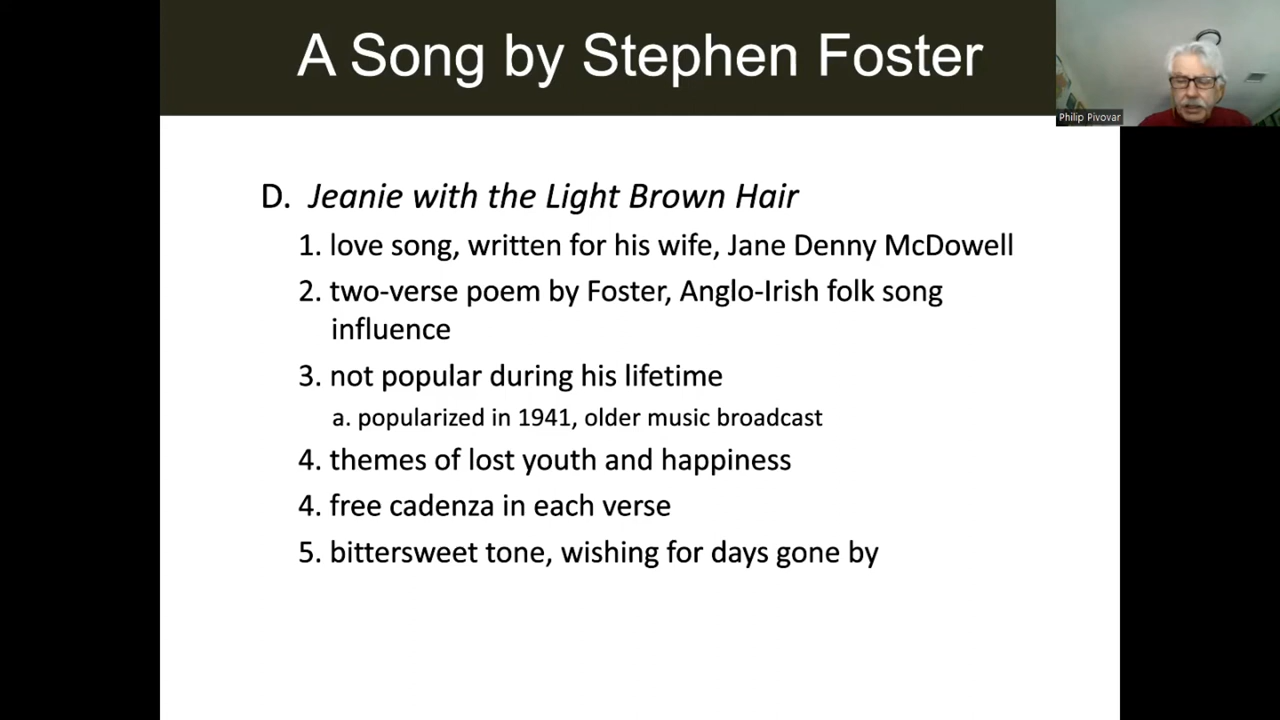 A Song by Stephen Foster
Philip Pivovar
D. Jeanie with the Light Brown Hair
1. love song, written for his wife, Jane Denny McDowell
2. two-verse poem by Foster, Anglo-Irish folk song
influence
3. not popular during his lifetime
a. popularized in 1941, older music broadcast
4. themes of lost youth and happiness
4. free cadenza in each verse
5. bittersweet tone, wishing for days gone by